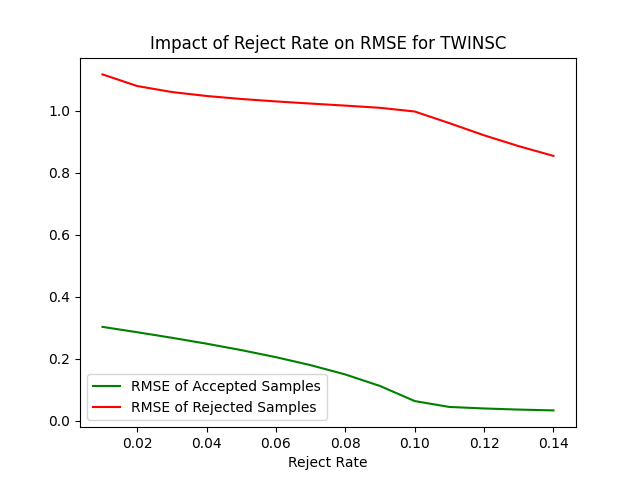 Impact of Reject Rate on RMSE for TWINSC
1.0
0.8
0.6
0.4
0.2
0.0
RMSE of Accepted Samples
RMSE of Rejected Samples
0.02 0.04 0.06 0.08 0.10 0.12 0.14
Reject Rate